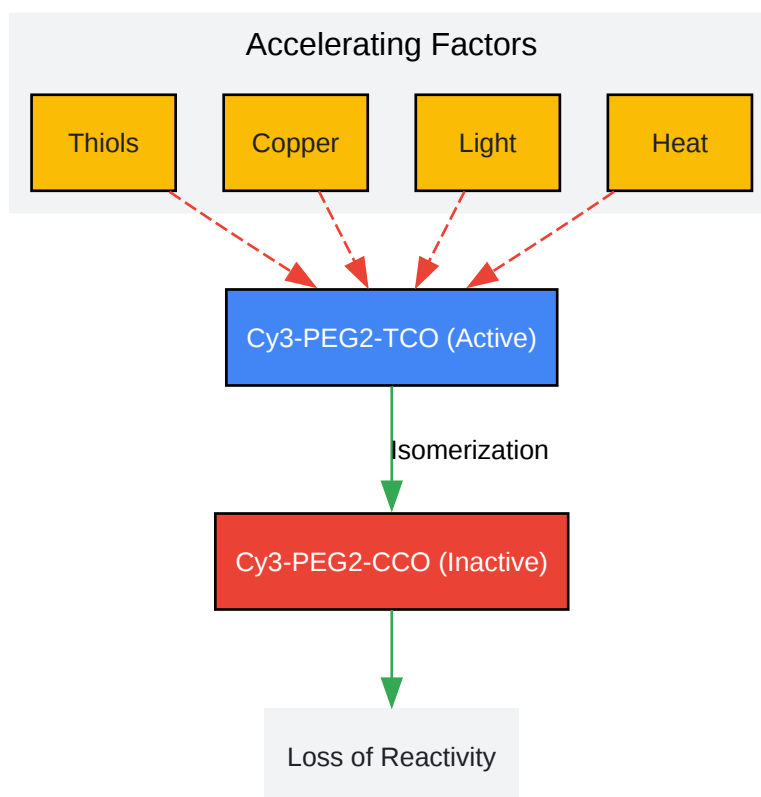 Accelerating Factors
Thiols
Copper
Light
Heat
Cy3-PEG2-TCO (Active)
Isomerization
Cy3-PEG2-CCO (Inactive)
Loss of Reactivity